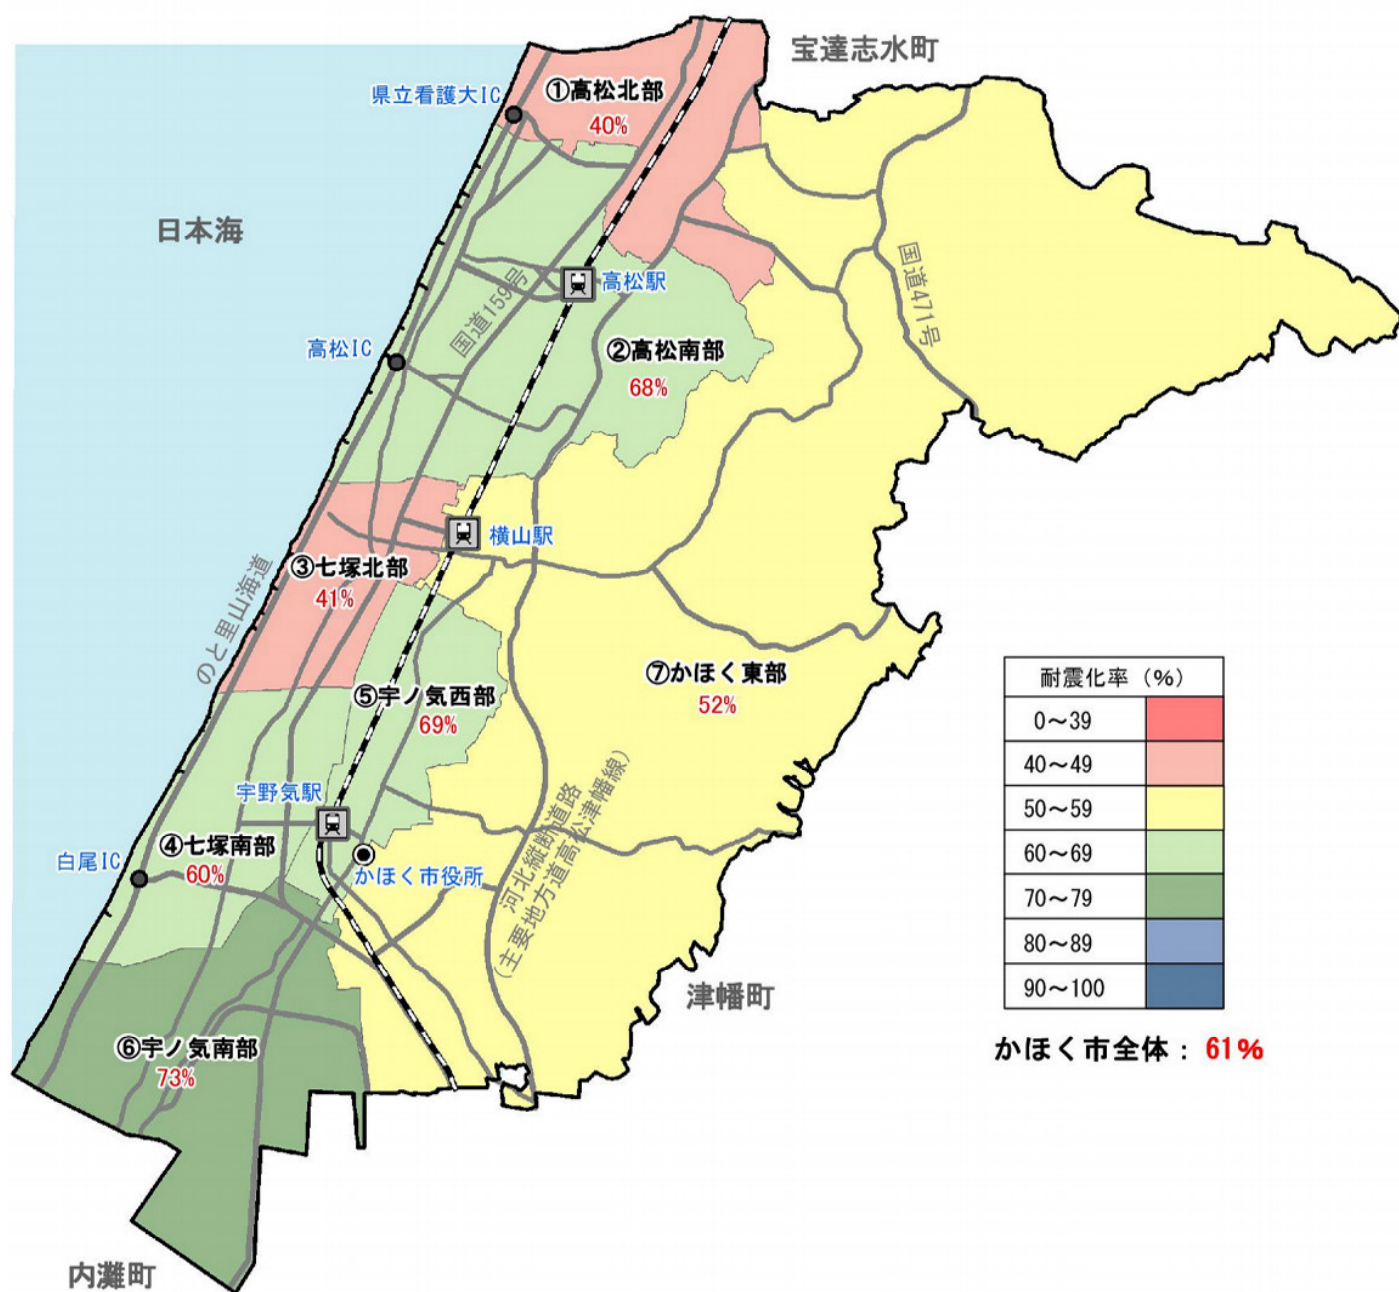 宝達志水町
①高松北部
40%
県立看護大IC
日本海
国道471号
高松駅
国道159号
高松IC
②高松南部
68%
横山駅
③七塚北部
41%
のと里山海道
⑤宇ノ気西部
69%
⑦かほく東部
52%
宇野気駅
④七塚南部
60%
白尾IC
かほく市役所
河北縦断道路
(主要地方道高松津幡線)
津幡町
⑥宇ノ気南部
73%
内灘町
耐震化率（%）
0～39
40～49
50～59
60～69
70～79
80～89
90～100
かほく市全体：61%